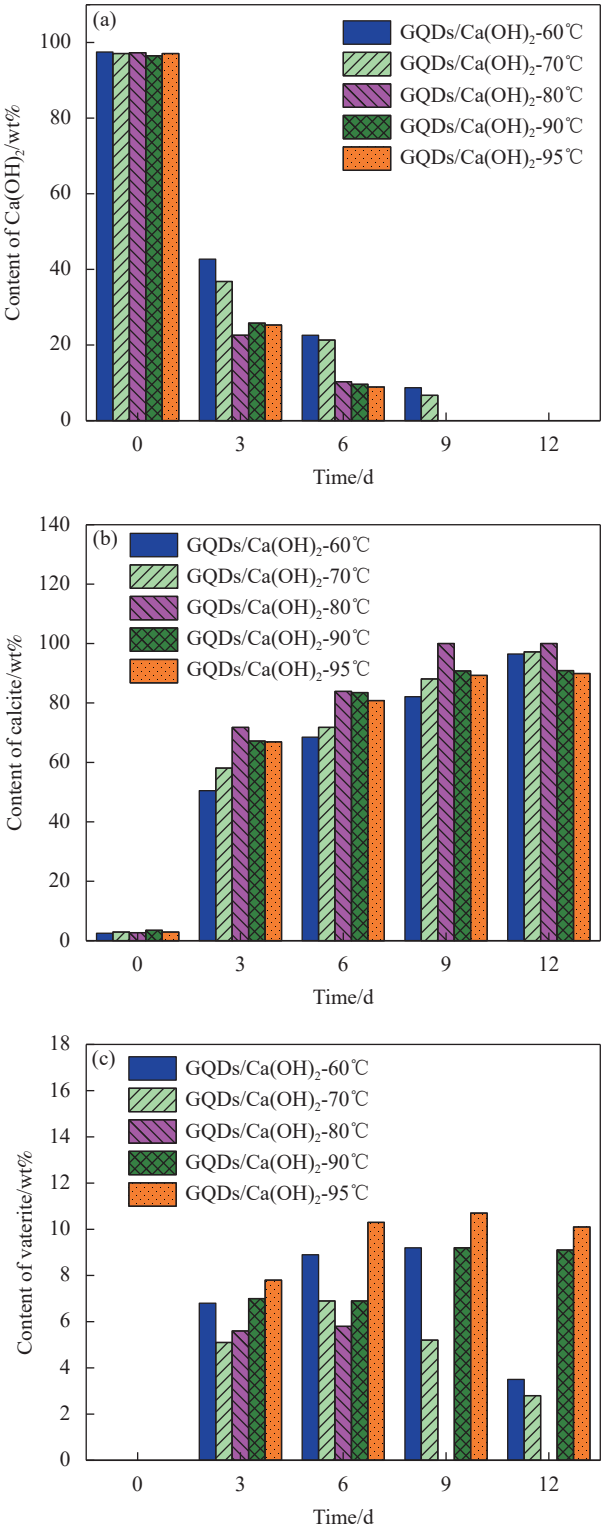 (a)
GQDs/Ca(OH)₂-60℃
GQDs/Ca(OH)₂-70℃
GQDs/Ca(OH)₂-80℃
GQDs/Ca(OH)₂-90℃
GQDs/Ca(OH)₂-95℃
Content of Ca(OH)₂/wt%
100
80
60
40
20
0
0 3 6 9 12
Time/d
(b)
GQDs/Ca(OH)₂-60℃
GQDs/Ca(OH)₂-70℃
GQDs/Ca(OH)₂-80℃
GQDs/Ca(OH)₂-90℃
GQDs/Ca(OH)₂-95℃
Content of calcite/wt%
140
120
100
80
60
40
20
0
0 3 6 9 12
Time/d
(c)
GQDs/Ca(OH)₂-60℃
GQDs/Ca(OH)₂-70℃
GQDs/Ca(OH)₂-80℃
GQDs/Ca(OH)₂-90℃
GQDs/Ca(OH)₂-95℃
Content of vaterite/wt%
18
16
14
12
10
8
6
4
2
0
0 3 6 9 12
Time/d